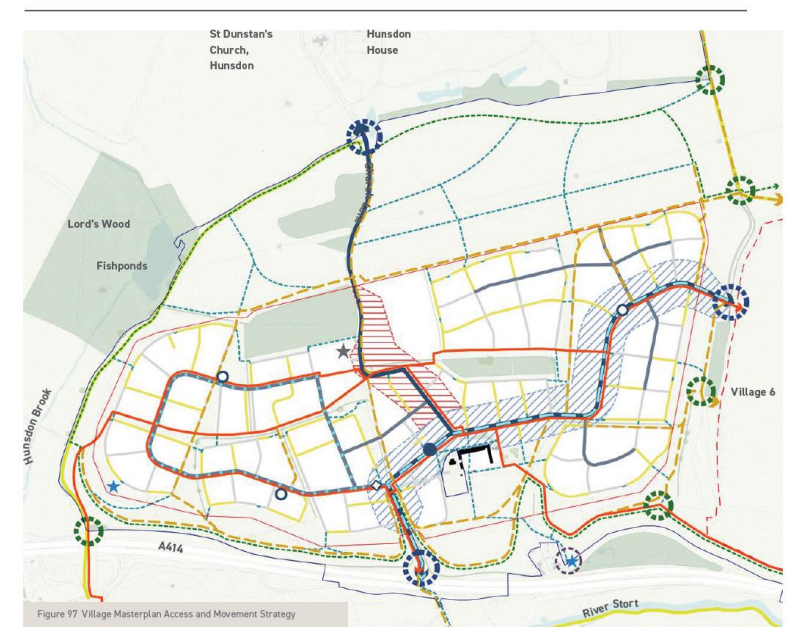 St Dunstan's
Church,
Hunsdon
Hunsdon
House
Lord's Wood
Fishponds
Hunsdon Brook
Village 6
A414
River Stort
Figure 97 Village Masterplan Access and Movement Strategy